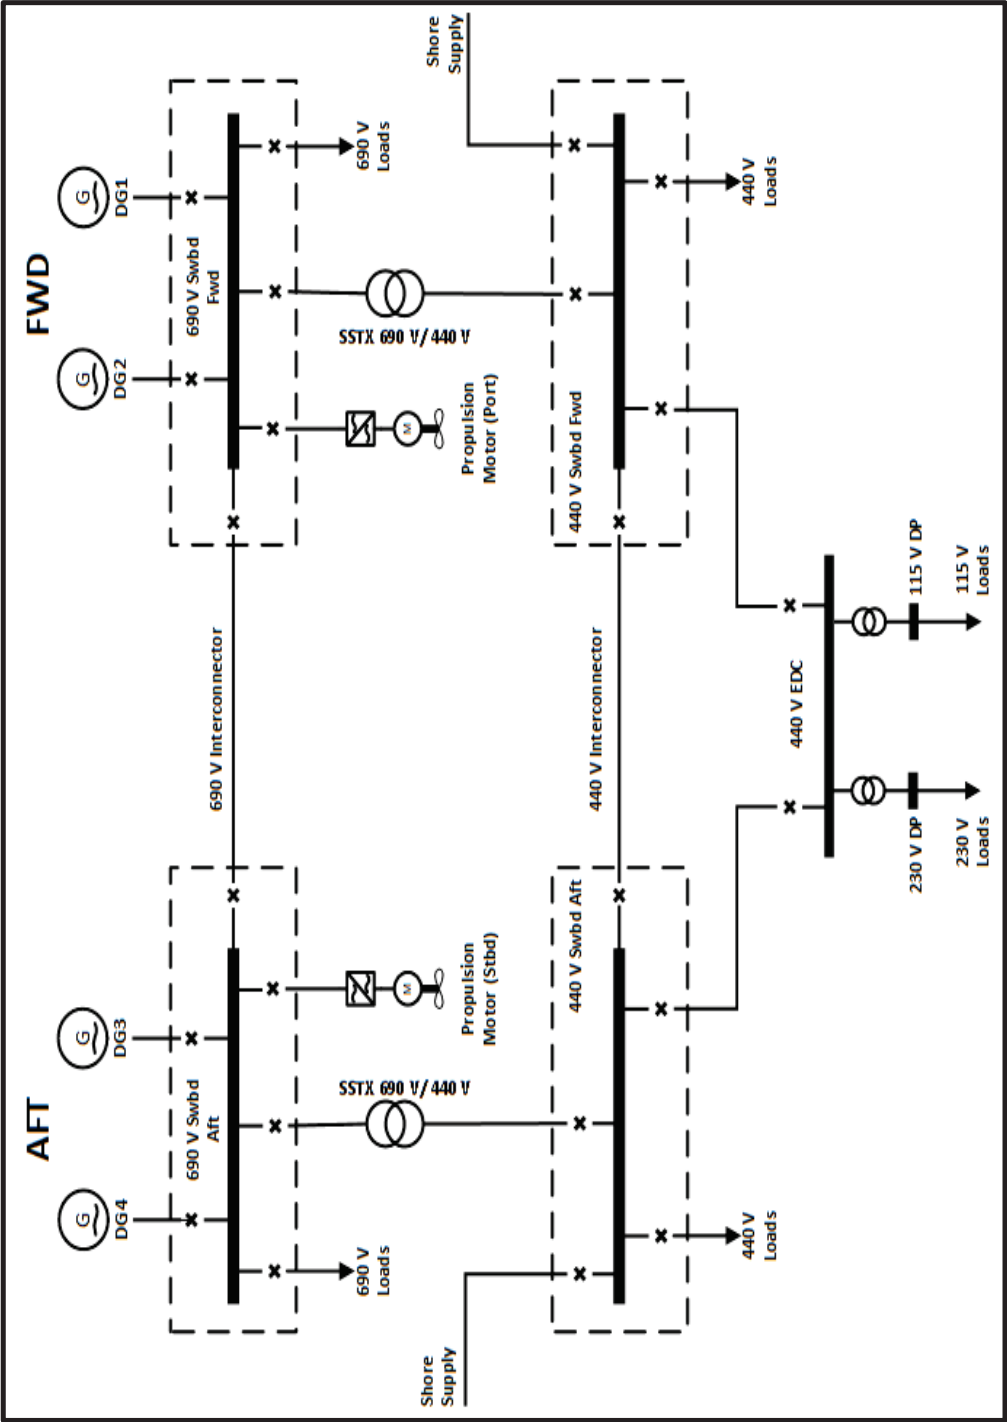 AFT
FWD
G
DG4
G
DG3
G
DG2
G
DG1
690 V Swbd
Aft
690 V Interconnector
690 V Swbd
Fwd
690 V
Loads
SSTX 690 V/440 V
M
Propulsion
Motor (Stbd)
M
Propulsion
Motor (Port)
SSTX 690 V/440 V
690 V
Loads
Shore
Supply
Shore
Supply
440 V Swbd Aft
440 V Interconnector
440 V Swbd Fwd
440 V
Loads
440 V
Loads
440 V EDC
230 V DP
115 V DP
230 V
Loads
115 V
Loads